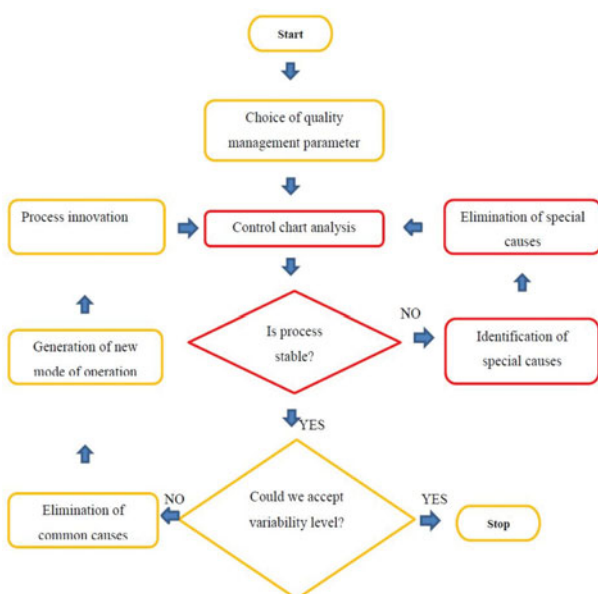 Start
Choice of quality
management parameter
Process innovation
Control chart analysis
Elimination of special
causes
Is process
stable?
NO
Identification of
special causes
Generation of new
mode of operation
YES
Could we accept
variability level?
NO
YES
Elimination of
common causes
Stop